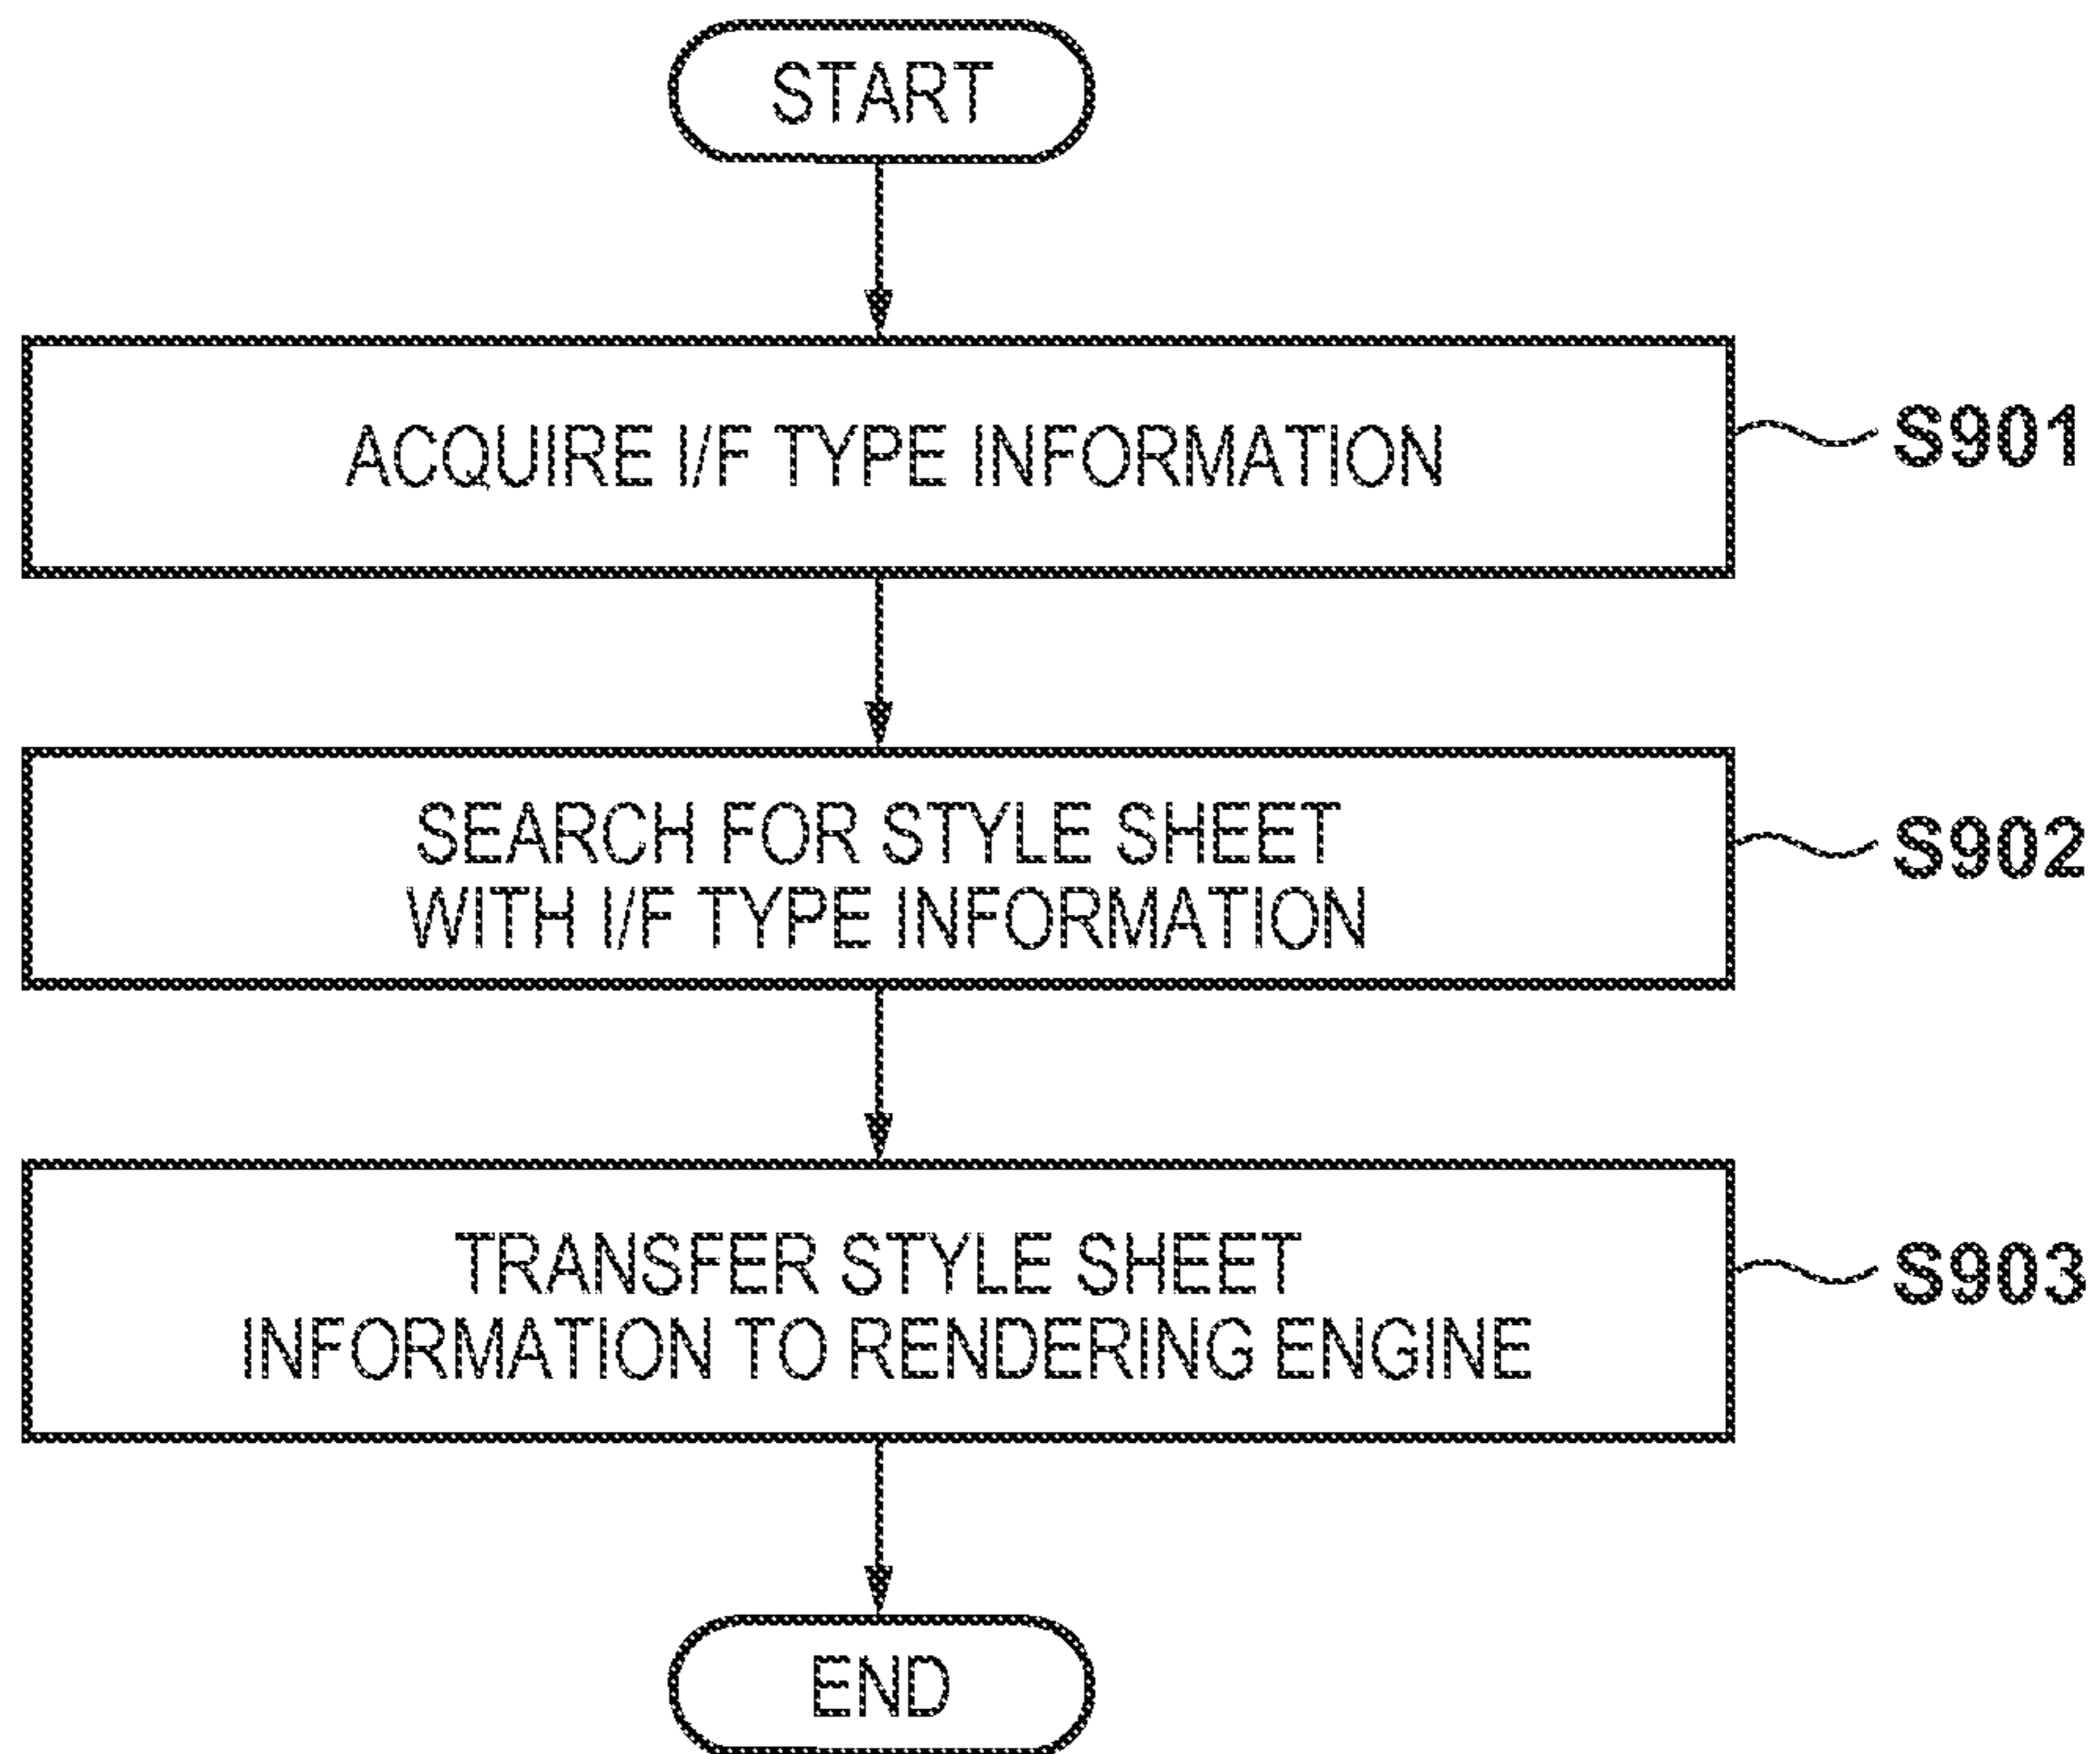 START
ACQUIRE I/F TYPE INFORMATION
S901
SEARCH FOR STYLE SHEET
WITH I/F TYPE INFORMATION
S902
TRANSFER STYLE SHEET
INFORMATION TO RENDERING ENGINE
S903
END